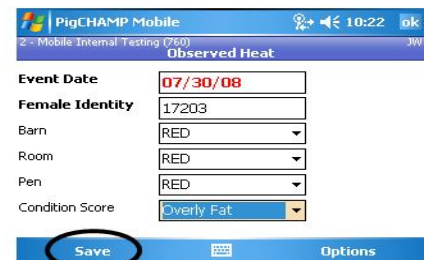 PigCHAMP Mobile 10:22 ok
2 - Mobile Internal Testing (760) JW
Observed Heat
Event Date 07/30/08
Female Identity 17203
Barn RED
Room RED
Pen RED
Condition Score Overly Fat
Save Options